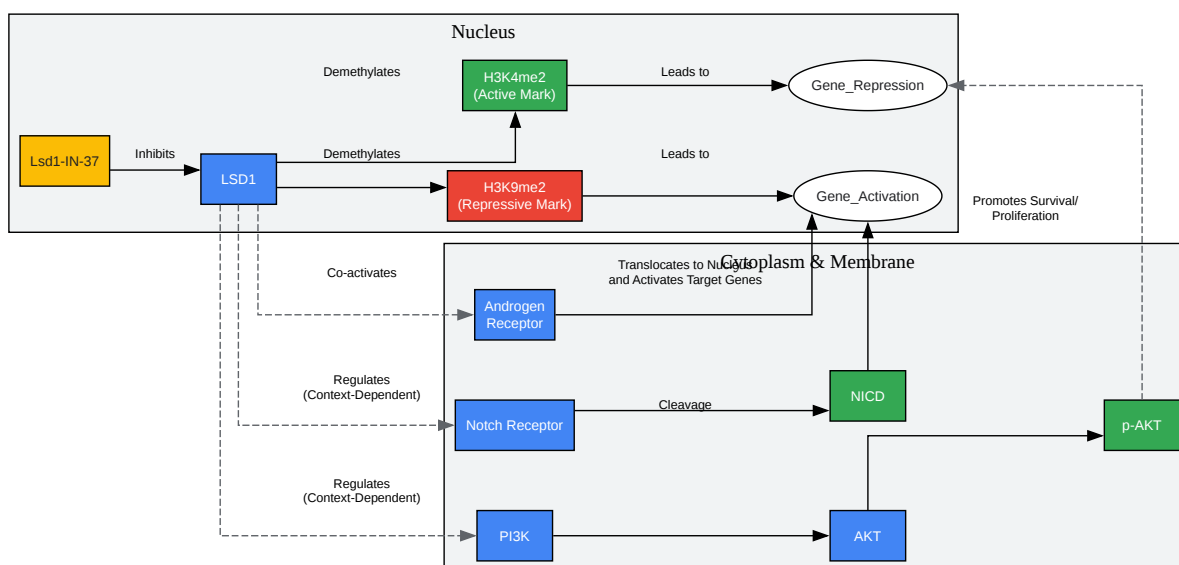 Nucleus
Demethylates
H3K4me2
(Active Mark)
Leads to
Gene_Repression
Lsd1-IN-37
Inhibits
LSD1
Demethylates
H3K9me2
(Repressive Mark)
Leads to
Gene_Activation
Promotes Survival/
Proliferation
Cytoplasm & Membrane
Co-activates
Translocates to Nucleus
and Activates Target Genes
Androgen
Receptor
Regulates
(Context-Dependent)
Notch Receptor
Cleavage
NICD
p-AKT
Regulates
(Context-Dependent)
PI3K
AKT